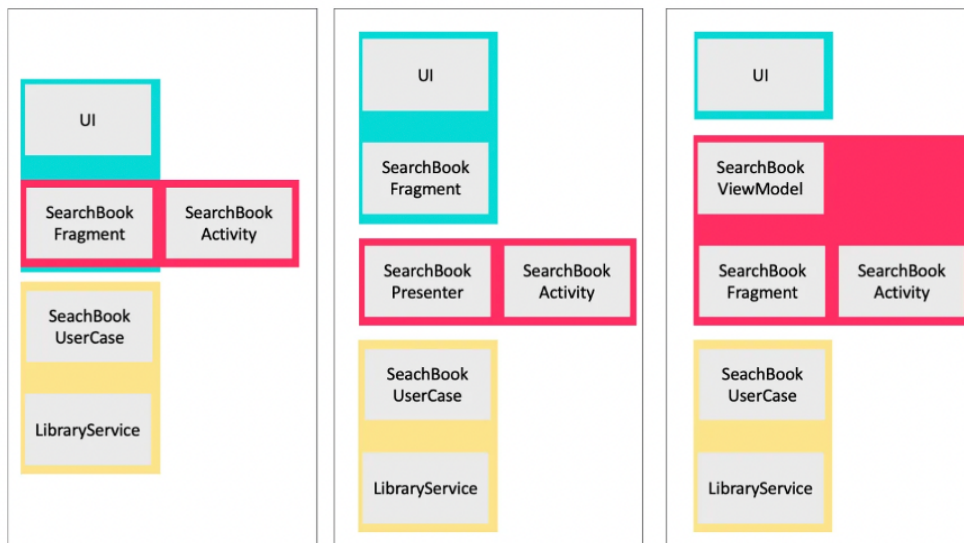 UI
SearchBook
Fragment
SearchBook
Activity
SeachBook
UserCase
LibraryService
UI
SearchBook
Fragment
SearchBook
Presenter
SearchBook
Activity
SeachBook
UserCase
LibraryService
UI
SearchBook
ViewModel
SearchBook
Fragment
SearchBook
Activity
SeachBook
UserCase
LibraryService